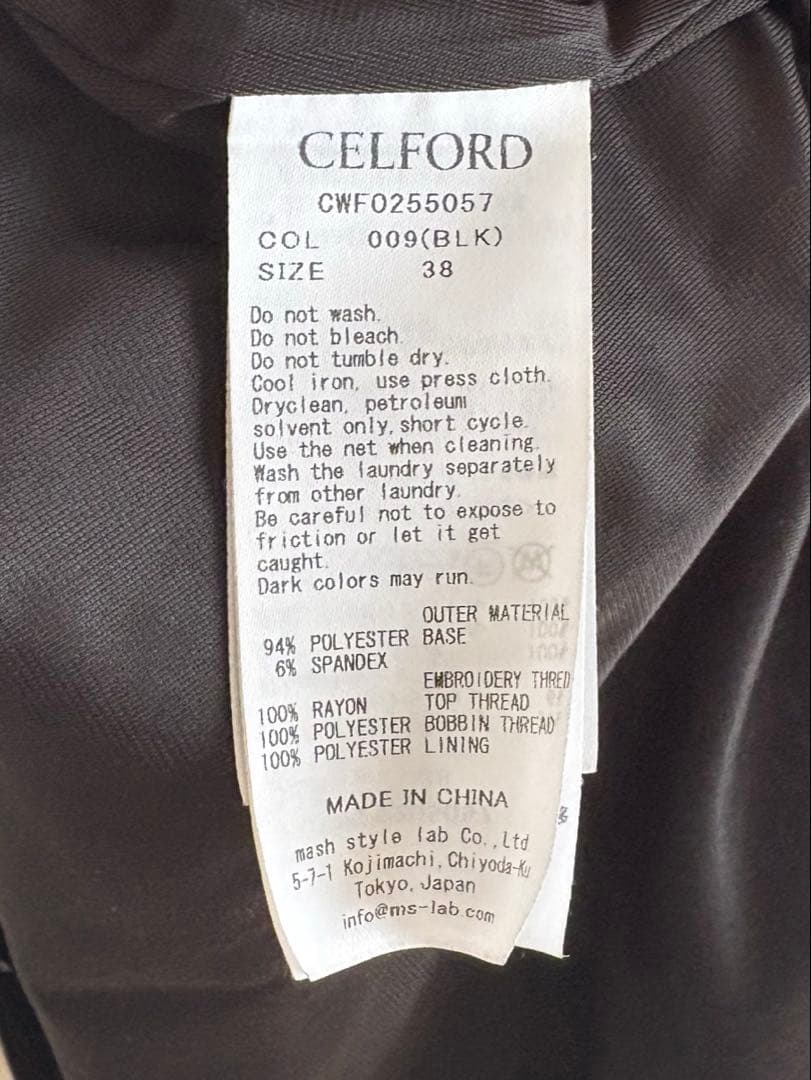 CELFORD
CWFO255057
COL 009(BLK)
SIZE 38
Do not wash.
Do not bleach.
Do not tumble dry.
Cool iron, use press cloth.
Dryclean, petroleum
solvent only, short cycle.
Use the net when cleaning.
Wash the laundry separately
from other laundry.
Be careful not to expose to
friction or let it get
caught.
Dark colors may run.
OUTER MATERIAL
94% POLYESTER BASE
6% SPANDEX
EMBROIDERY THRED
100% RAYON TOP THREAD
100% POLYESTER BOBBIN THREAD
100% POLYESTER LINING
MADE IN CHINA
mash style lab Co.,Ltd
5-7-1 Kojimachi, Chiyoda-Ku
Tokyo, Japan
info@ms-lab.com